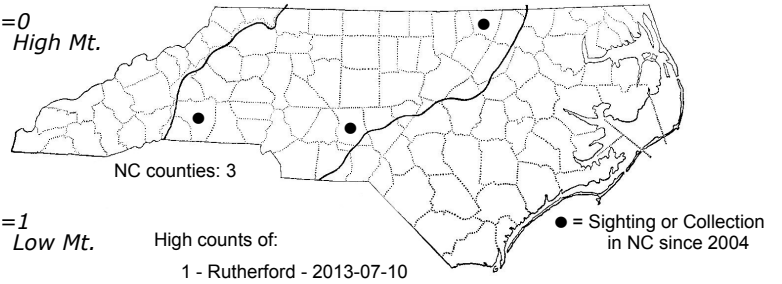 =0
High Mt.
NC counties: 3
=1
Low Mt.
High counts of:
1 - Rutherford - 2013-07-10
● = Sighting or Collection
in NC since 2004